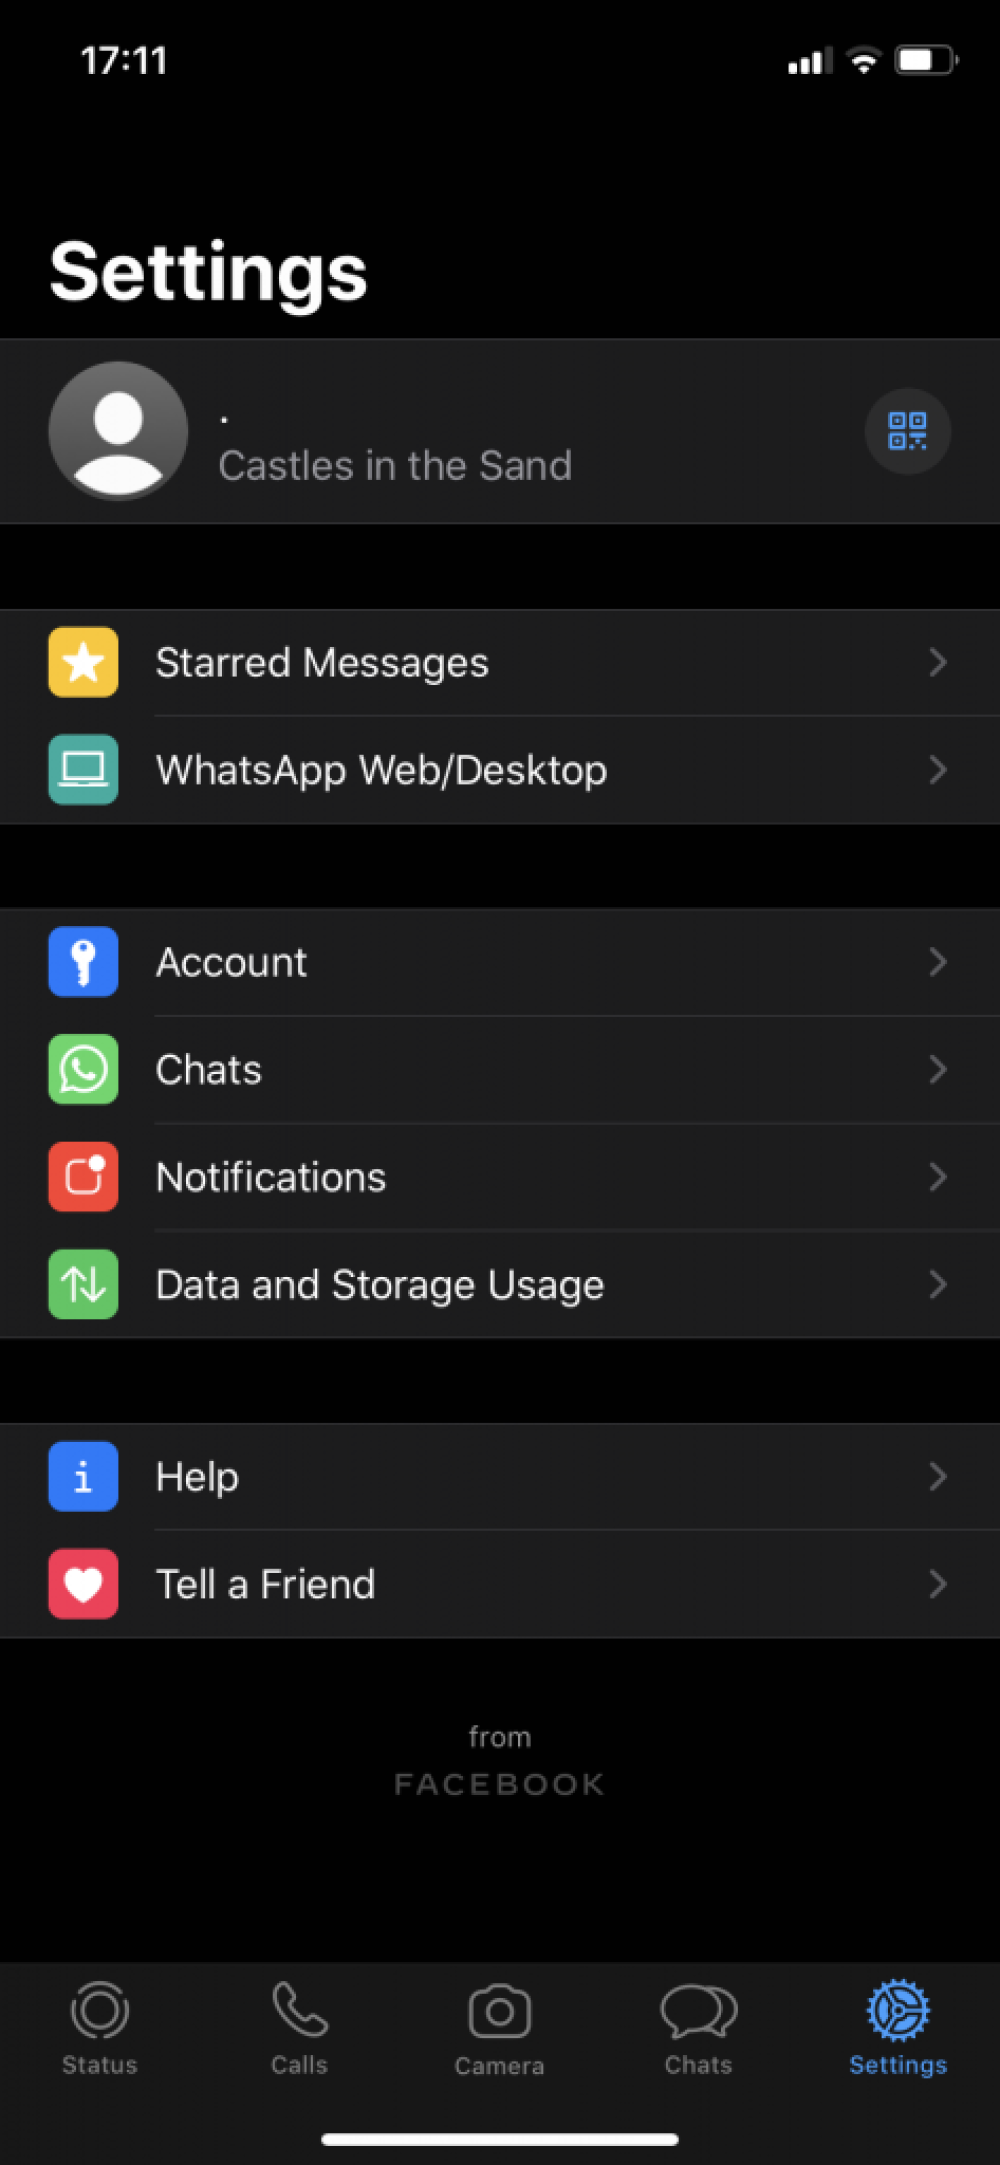 17:11
Settings
.
Castles in the Sand
Starred Messages
WhatsApp Web/Desktop
Account
Chats
Notifications
Data and Storage Usage
Help
Tell a Friend
from
FACEBOOK
Status
Calls
Camera
Chats
Settings